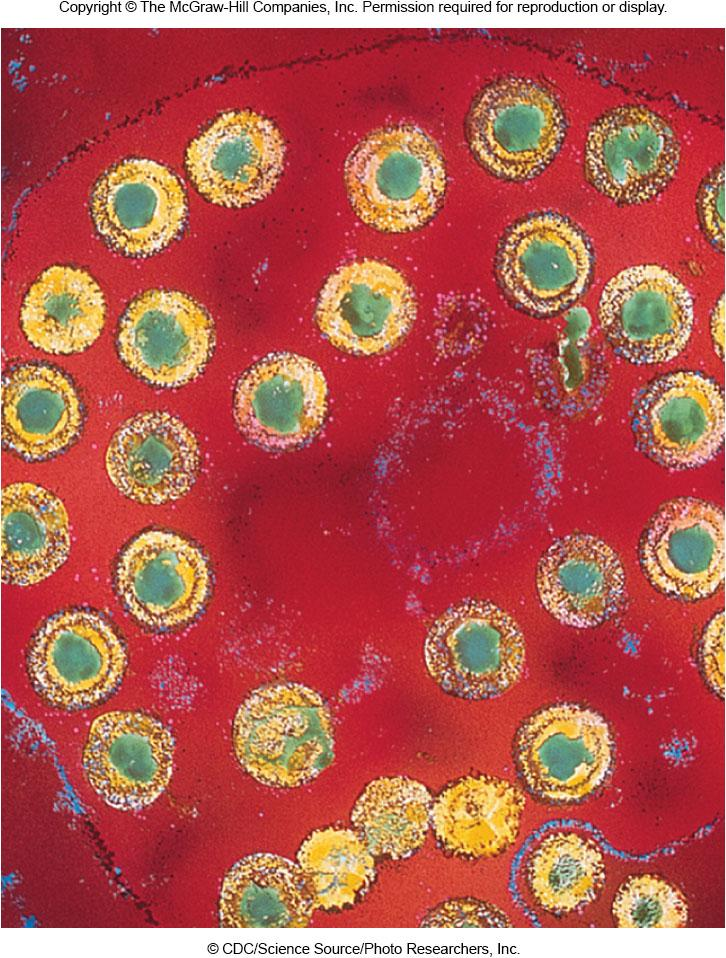 Copyright © The McGraw-Hill Companies, Inc. Permission required for reproduction or display.
© CDC/Science Source/Photo Researchers, Inc.